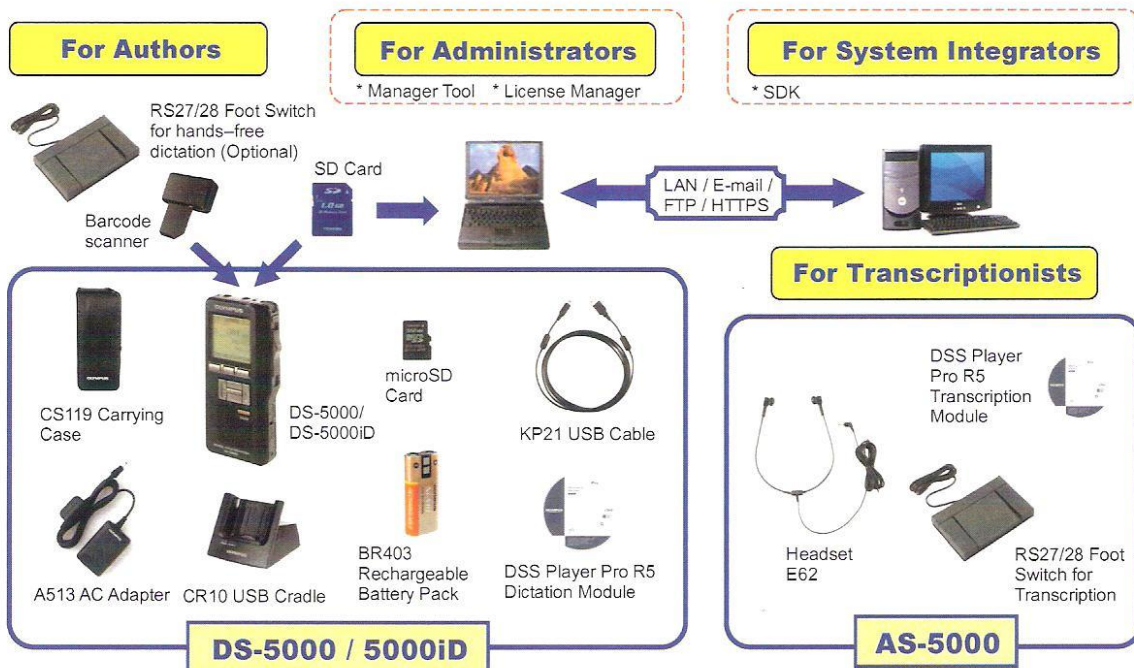 For Authors
For Administrators
* Manager Tool * License Manager
For System Integrators
* SDK
RS27/28 Foot Switch
for hands–free
dictation (Optional)
SD Card
Barcode
scanner
LAN / E-mail /
FTP / HTTPS
For Transcriptionists
CS119 Carrying
Case
OLYMPUS
DS-5000/
DS-5000iD
microSD
Card
KP21 USB Cable
A513 AC Adapter
CR10 USB Cradle
BR403
Rechargeable
Battery Pack
DSS Player Pro R5
Dictation Module
DS-5000 / 5000iD
DSS Player
Pro R5
Transcription
Module
Headset
E62
RS27/28 Foot
Switch for
Transcription
AS-5000